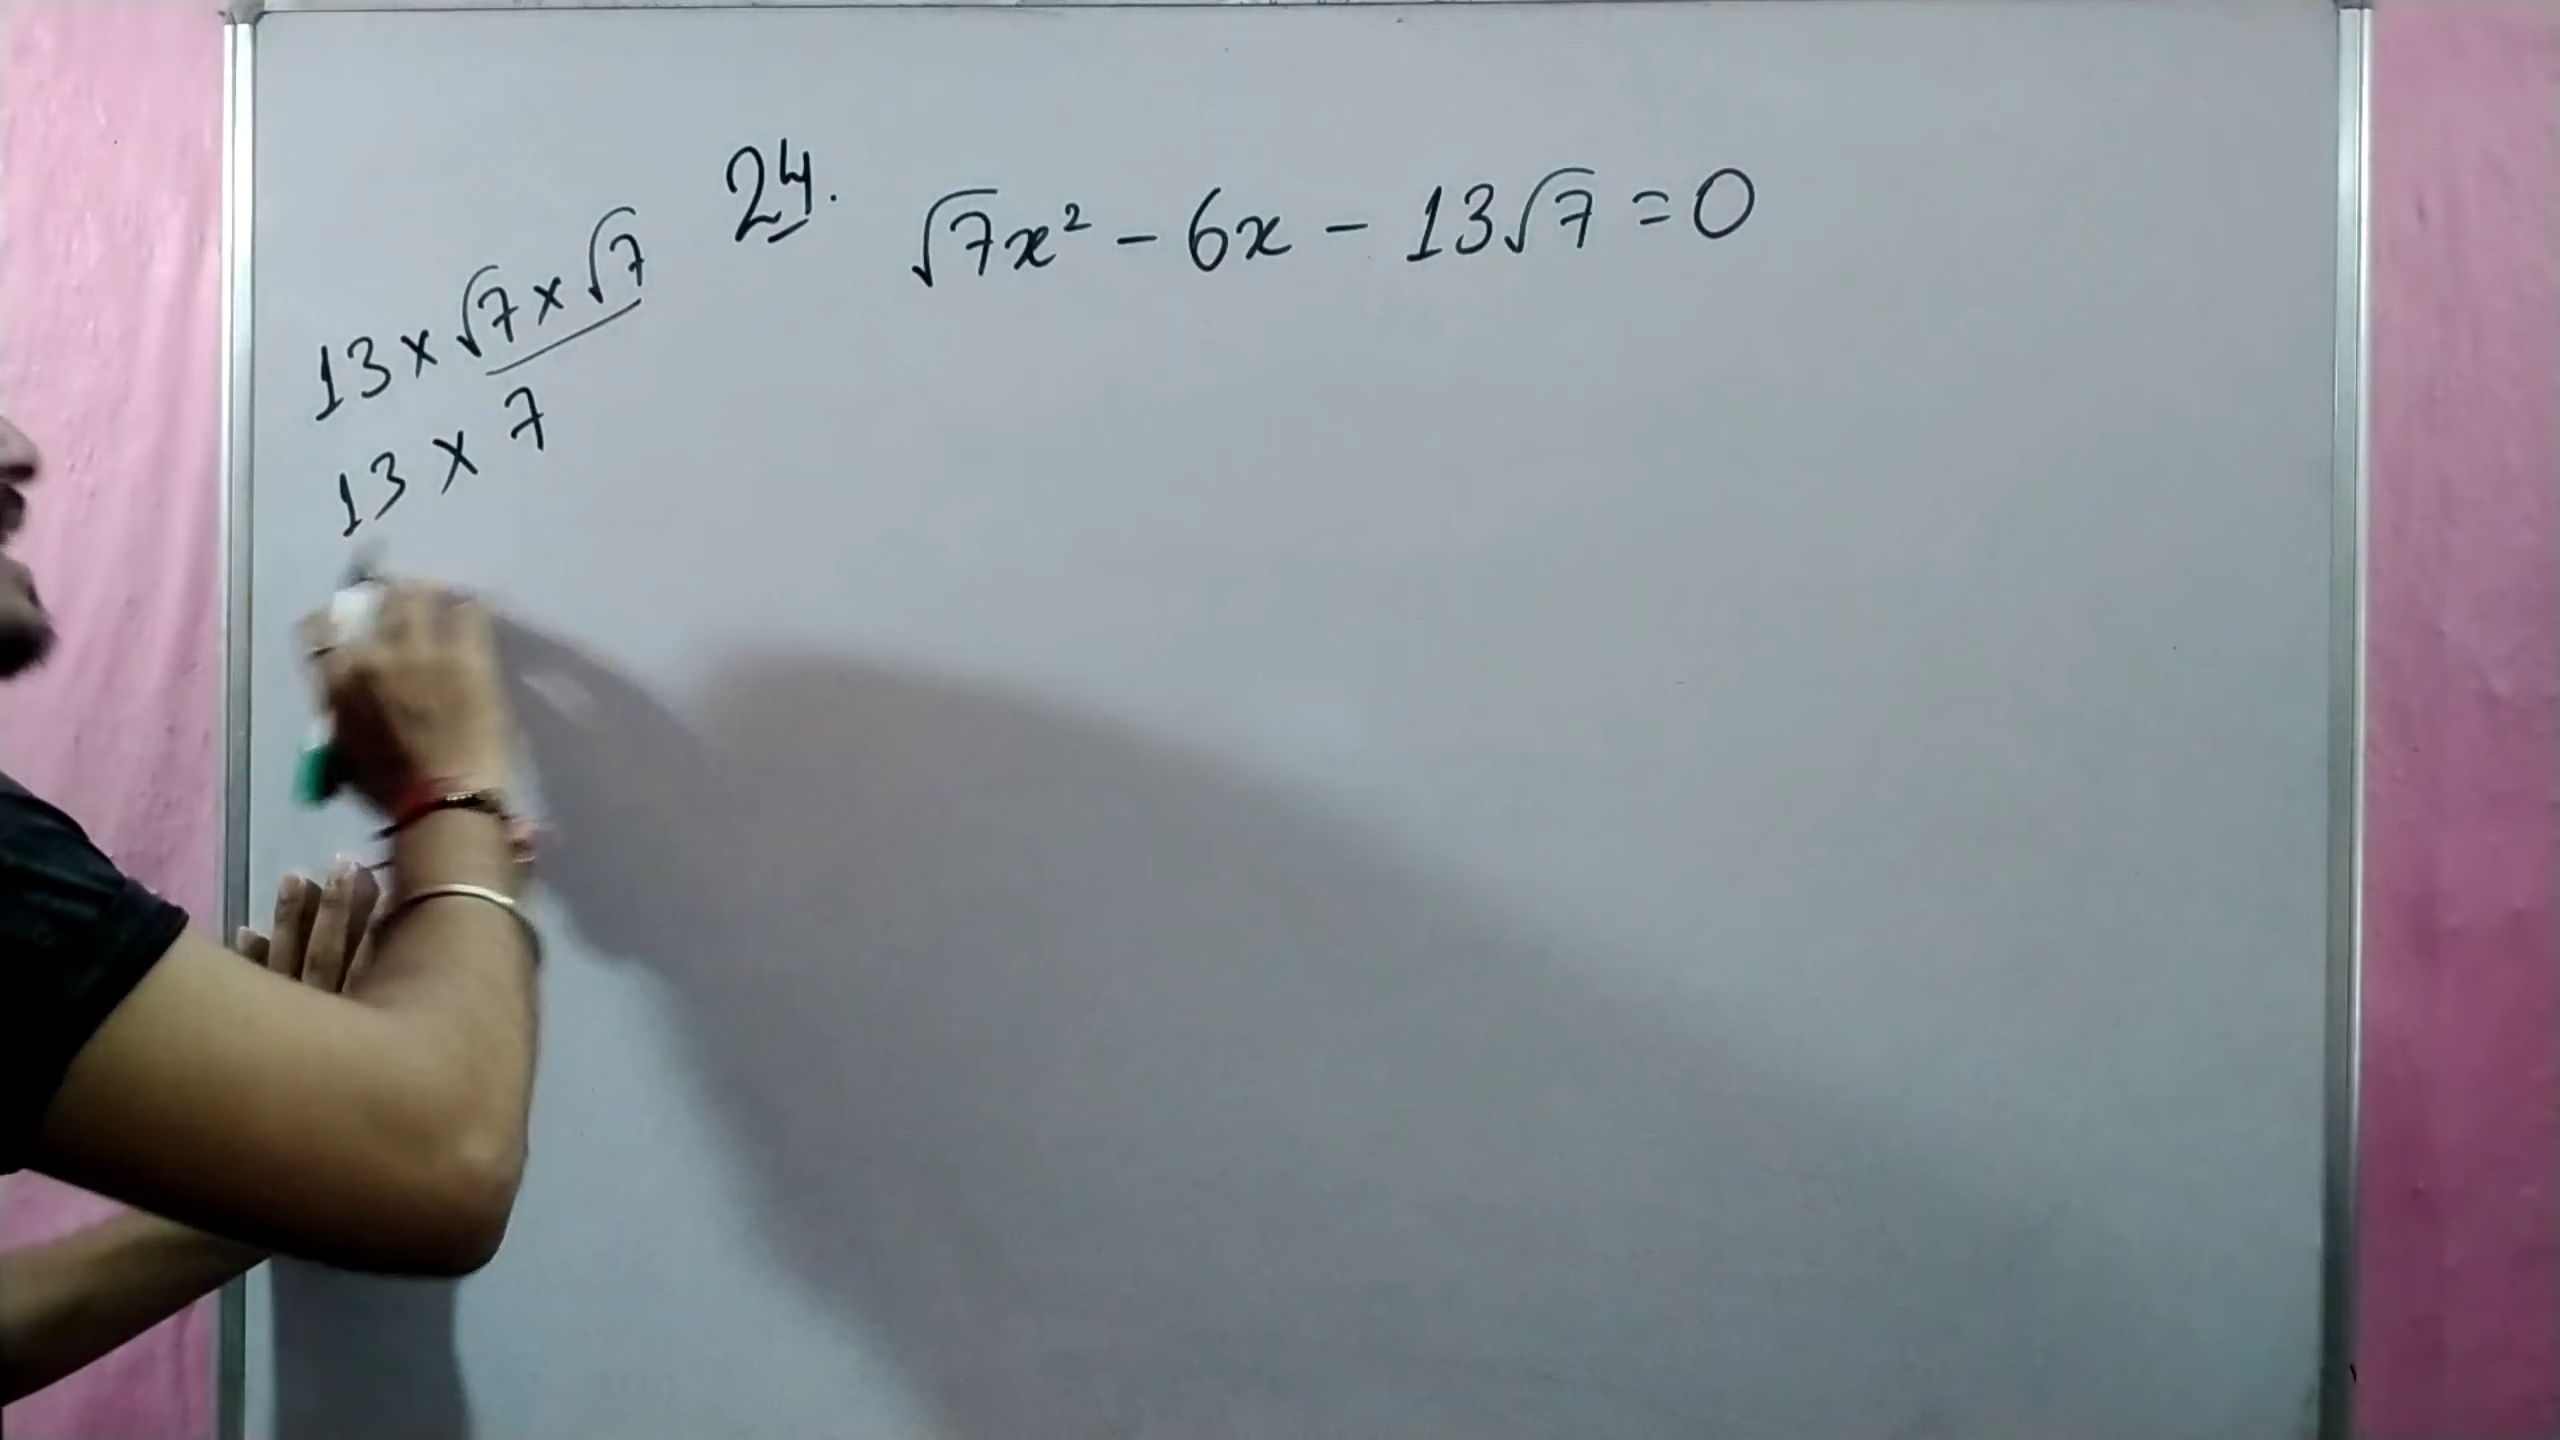 24. √7x² - 6x - 13√7 = 0
13 × √7 × √7
13 × 7